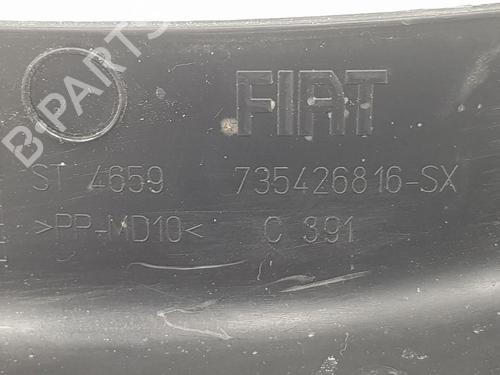 B-PARTS
FIAT
ST 4659 735426816-SX
>PP-MD10< C 391